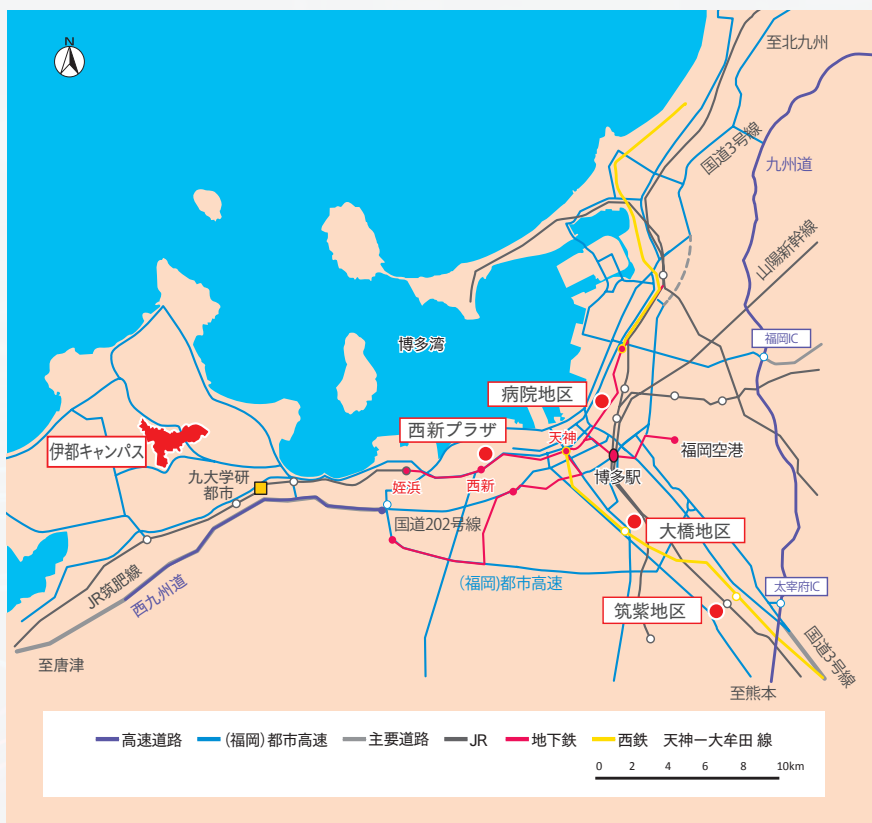 N
至北九州
国道3号線
九州道
山陽新幹線
福岡IC
博多湾
病院地区
西新プラザ
天神
福岡空港
伊都キャンパス
九大学研
都市
姪浜
西新
博多駅
国道202号線
大橋地区
JR筑肥線
西九州道
(福岡)都市高速
太宰府IC
筑紫地区
国道3号線
至唐津
至熊本
高速道路 (福岡)都市高速 主要道路 JR 地下鉄 西鉄 天神ー大牟田 線
0 2 4 6 8 10km